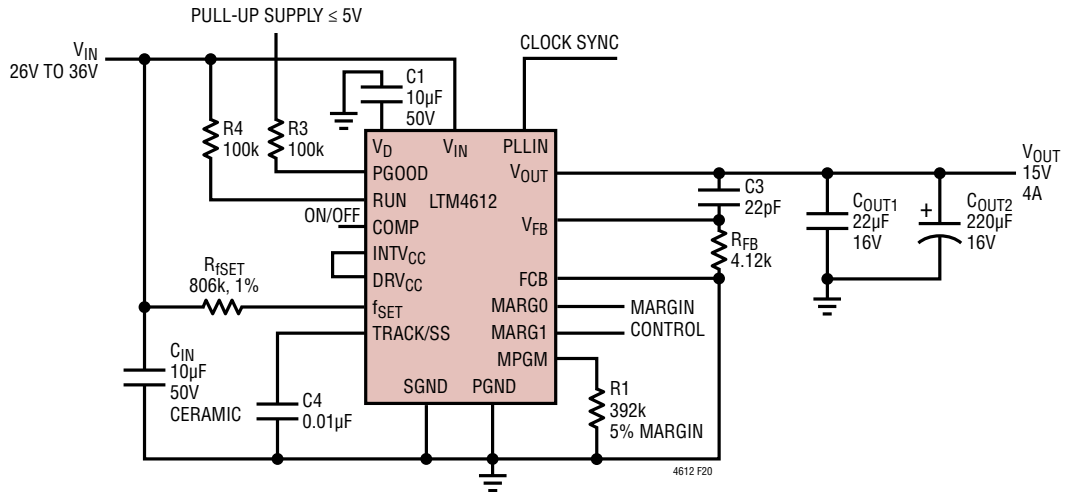 PULL-UP SUPPLY ≤ 5V
VIN
26V TO 36V
CLOCK SYNC
C1
10µF
50V
R4
100k
R3
100k
VD
VIN
PLLIN
PGOOD
VOUT
RUN
LTM4612
ON/OFF
COMP
VFB
INTVCC
DRVCC
FCB
fSET
MARG0
TRACK/SS
MARG1
MPGM
SGND
PGND
RfSET
806k, 1%
C3
22pF
RFB
4.12k
VOUT
15V
4A
COUT1
22µF
16V
+
COUT2
220µF
16V
MARGIN
CONTROL
CIN
10µF
50V
CERAMIC
C4
0.01µF
R1
392k
5% MARGIN
4612 F20